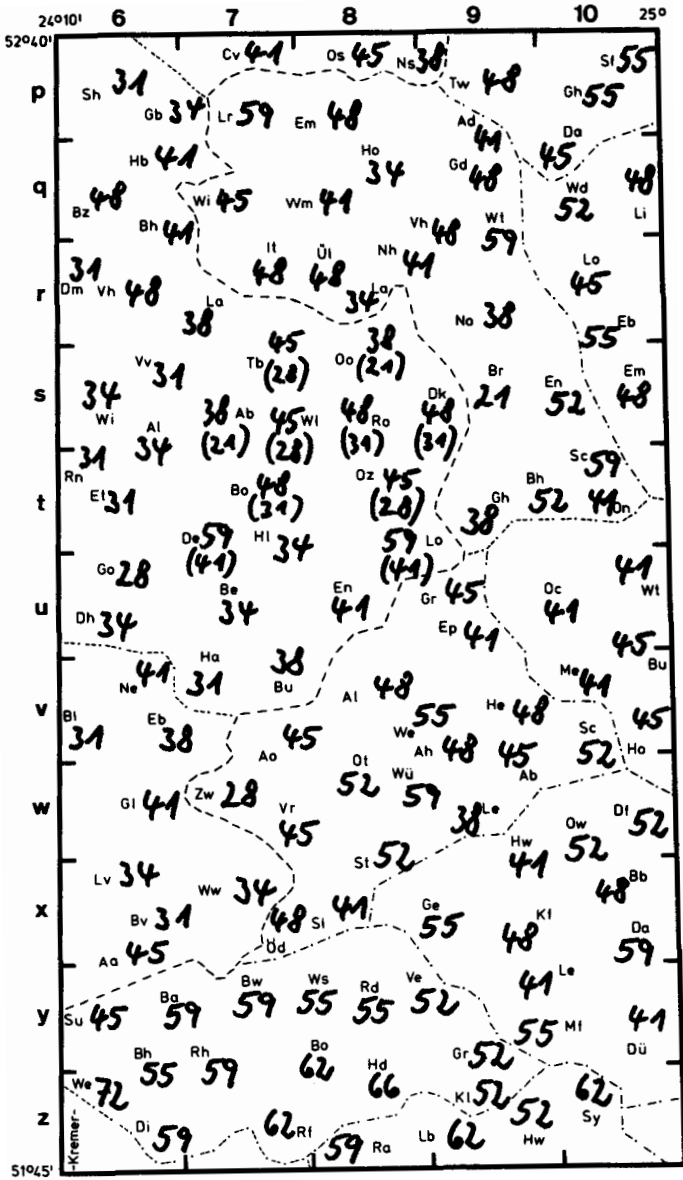 6 7 8 9 10
24°10' 25°
52°40'
Cv 41 Os 45 Ns 38
Sf 55
Tw 48
p Sh 31 Gh 55
Gb 34 Lr 59 Em 48
Ad 41 Da 45
Hb 41 Ho 34 Gd 48
q Bz 48 Wi 45 Wm 41 Wd 52 48 Li
Bh 41 Vh 48 Wt 59
It 48 Ül 48 Nh 41 Lo 45
31 Dm
r Vh 48 La 34
La 38 No 38 55 Eb
45 Tb (28) 38 Oo (21)
Vv 31
s 34 Wi Br 21 En 52 Em 48
38 Ab (21) 45 Wl (28) 48 Ro (31) Dk 48 (31)
Al 34
31 Rn Sc 59
t Et 31 Bo 48 (31) Oz 45 (28) Gh 38 Bh 52 41 On
De 59 (41) Hl 34 59 Lo (41)
Go 28 41 Wt
u Be 34 En 41 Gr 45 Oc 41
Dh 34 Ep 41 45 Bu
Ne 41 Ha 31 38 Bu Me 41
v Al 48 We 55 He 48 45 Ho
Bl 31 Eb 38 Ao 45 Ah 48 45 Ab Sc 52
w Gl 41 Zw 28 Ot 52 Wü 59 Df 52
Vr 45 38 Le Hw 41 Ow 52
St 52
Lv 34 Ww 34 48 Bb
x Bv 31 48 Öd Sl 41 Ge 55 48 Kf Da 59
Aa 45 41 Le
y Su 45 Ba 59 Bw 59 Ws 55 Rd 55 Ve 52 55 Mf 41 Dü
Bh 55 Rh 59 Bo 62 Hd 66 Gr 52
We 72 Kl 52 62 Sy
z Di 59 62 Rf 59 Ra Lb 62 52 Hw
-Kremer-
51°45'